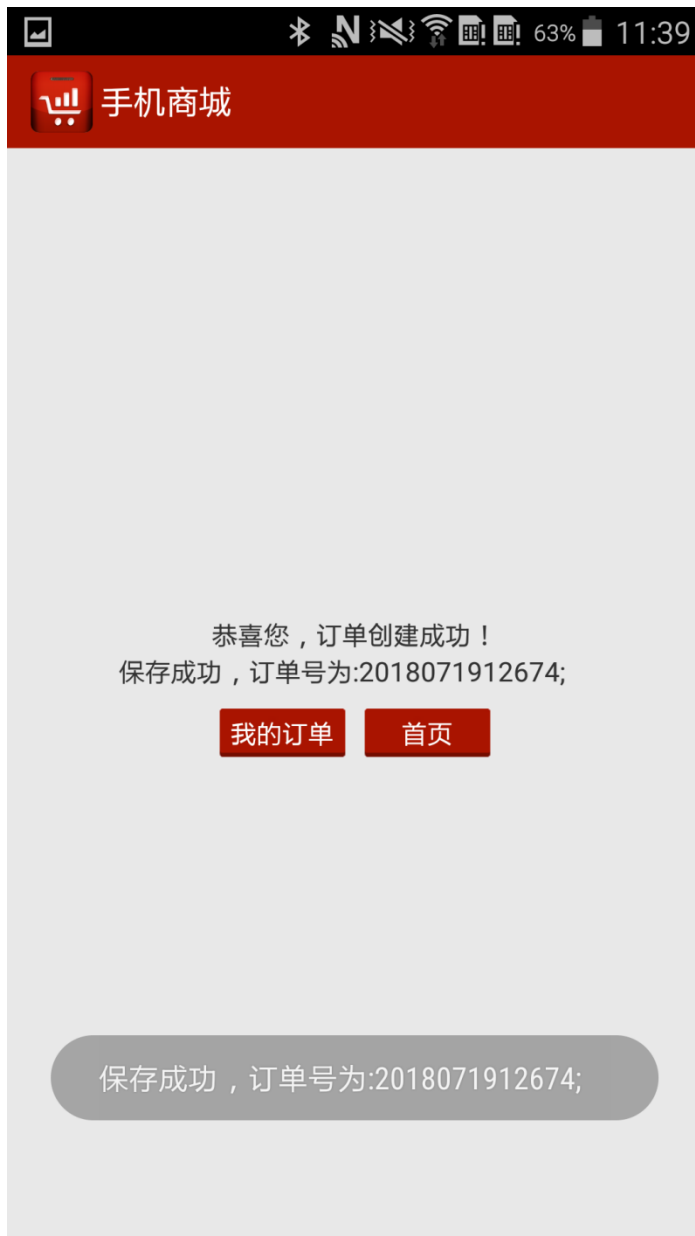 63% 11:39
手机商城
恭喜您，订单创建成功！
保存成功，订单号为:2018071912674;
我的订单 首页
保存成功，订单号为:2018071912674;